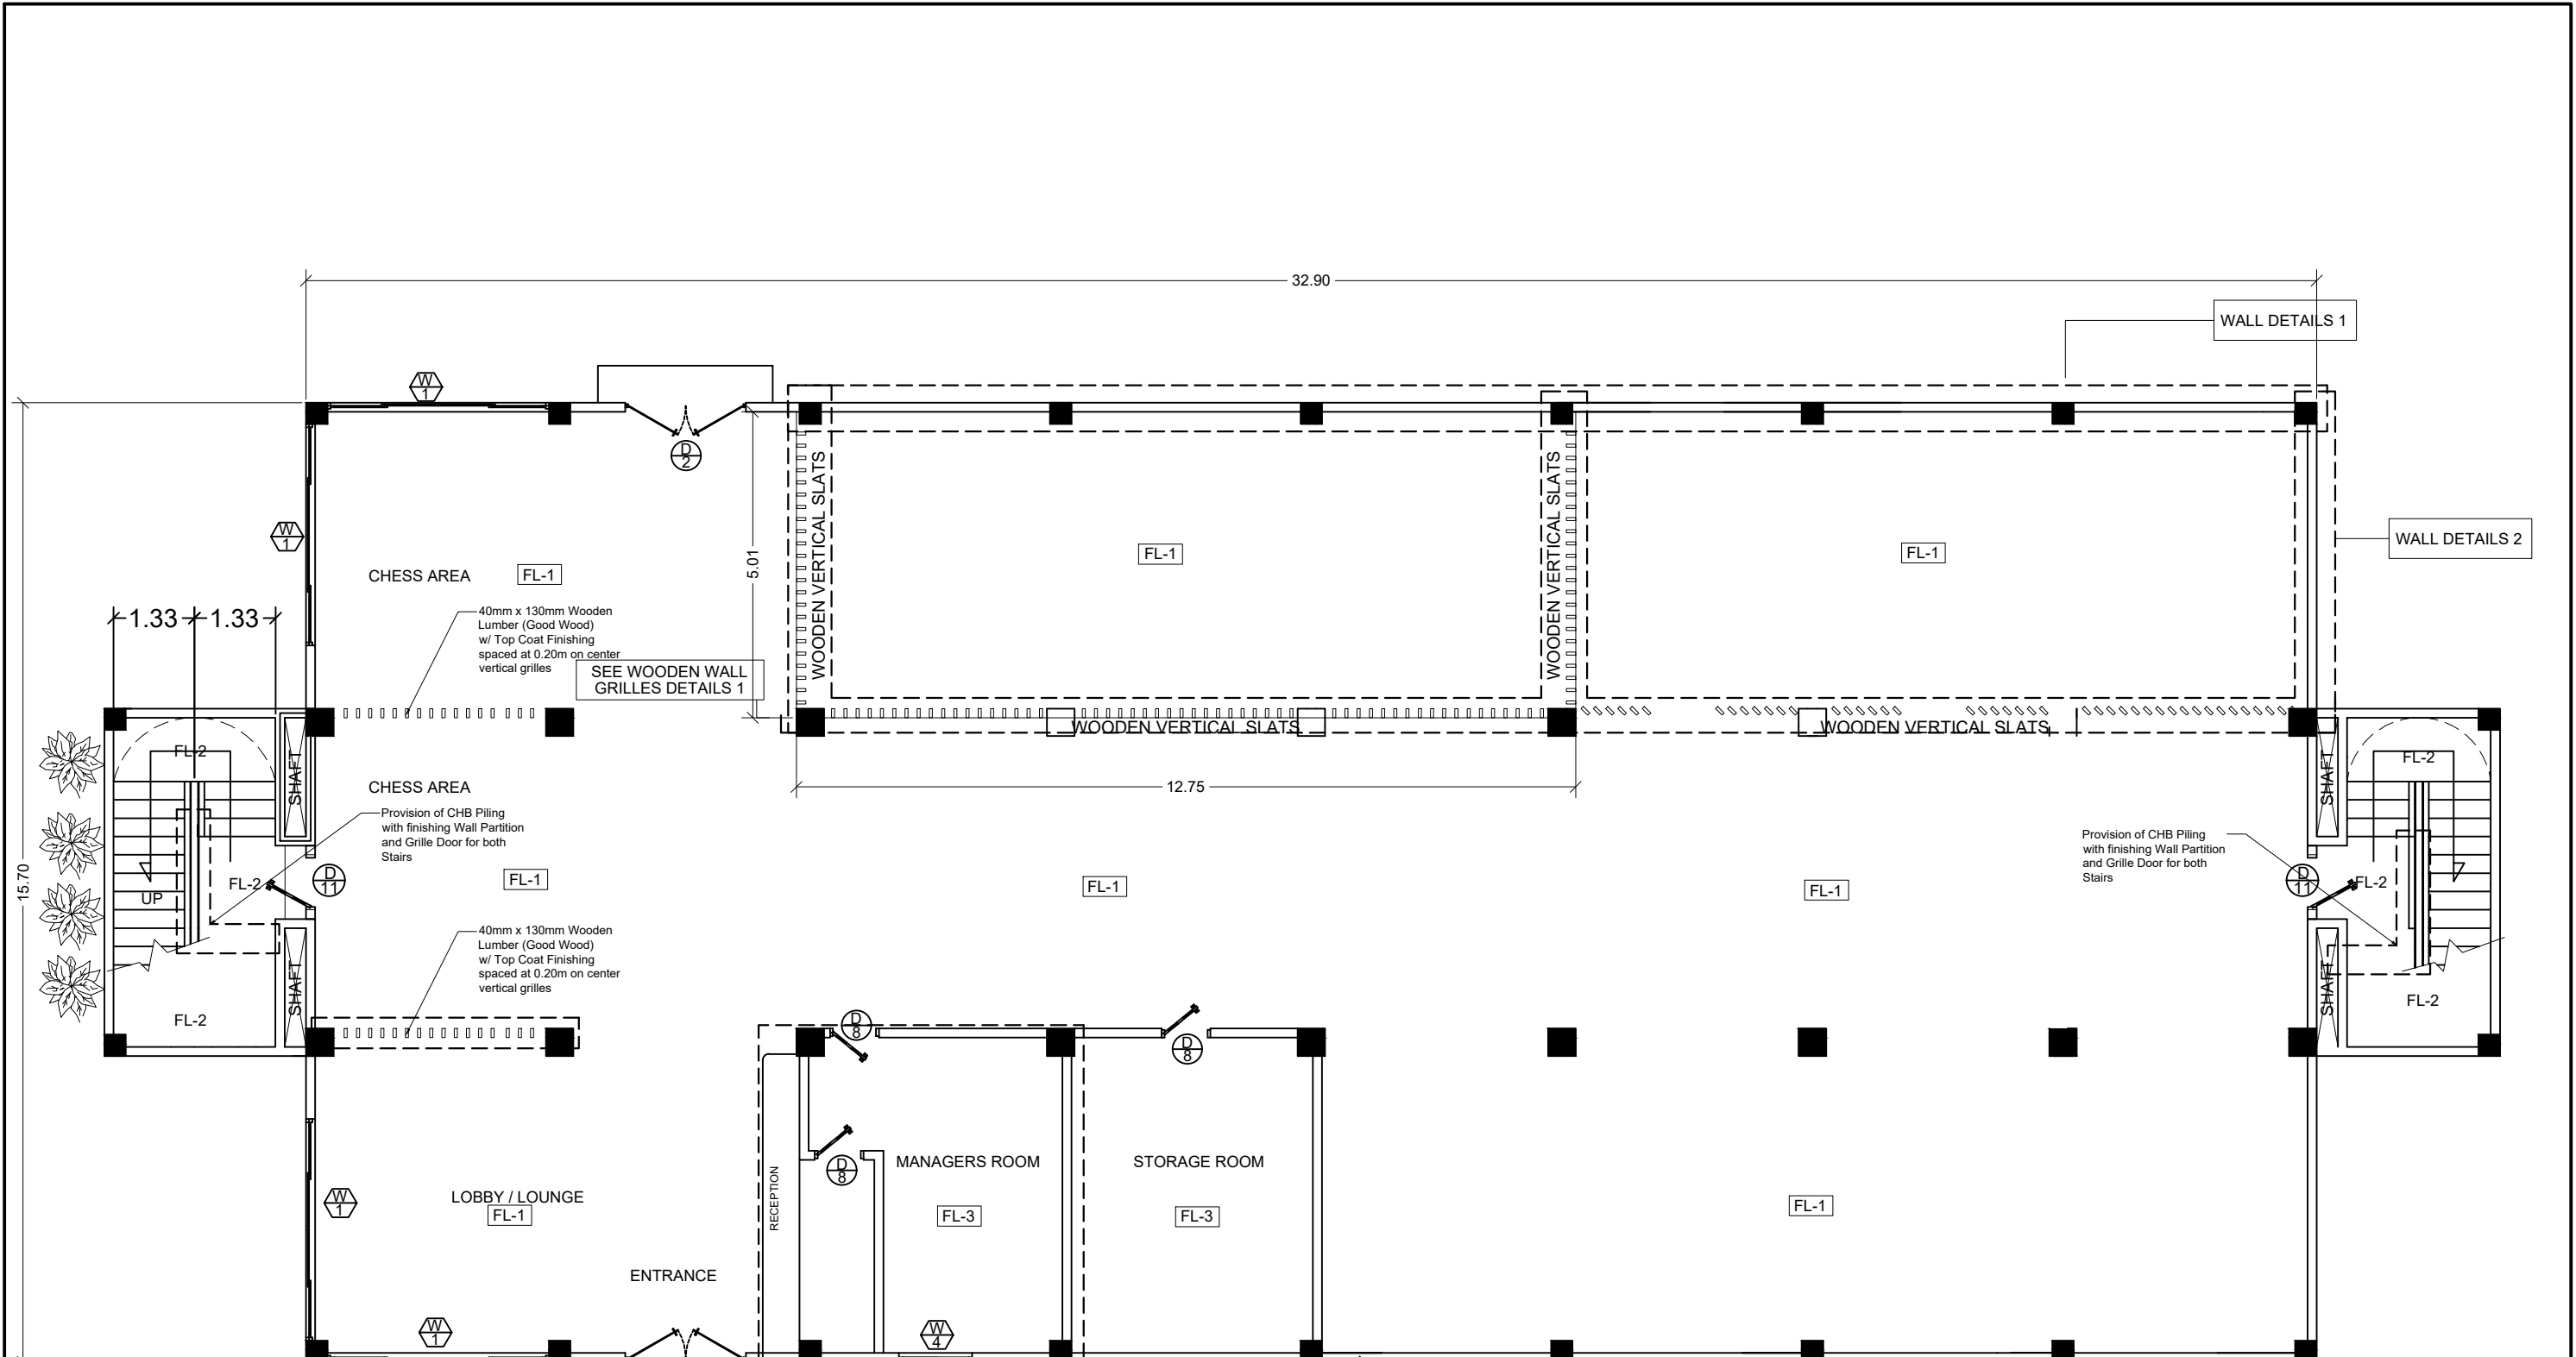 32.90
WALL DETAILS 1
W
1
D
2
W
1
WOODEN VERTICAL SLATS
WOODEN VERTICAL SLATS
FL-1
FL-1
WALL DETAILS 2
5.01
CHESS AREA
FL-1
1.33
1.33
40mm x 130mm Wooden
Lumber (Good Wood)
w/ Top Coat Finishing
spaced at 0.20m on center
vertical grilles
SEE WOODEN WALL
GRILLES DETAILS 1
WOODEN VERTICAL SLATS
WOODEN VERTICAL SLATS
FL-2
SHAFT
CHESS AREA
12.75
FL-2
SHAFT
Provision of CHB Piling
with finishing Wall Partition
and Grille Door for both
Stairs
Provision of CHB Piling
with finishing Wall Partition
and Grille Door for both
Stairs
15.70
UP
FL-2
D
11
FL-1
FL-1
FL-1
D
11
FL-2
40mm x 130mm Wooden
Lumber (Good Wood)
w/ Top Coat Finishing
spaced at 0.20m on center
vertical grilles
SHAFT
SHAFT
FL-2
FL-2
D
8
D
8
D
8
MANAGERS ROOM
STORAGE ROOM
RECEPTION
W
1
LOBBY / LOUNGE
FL-1
FL-3
FL-3
FL-1
ENTRANCE
W
1
W
4